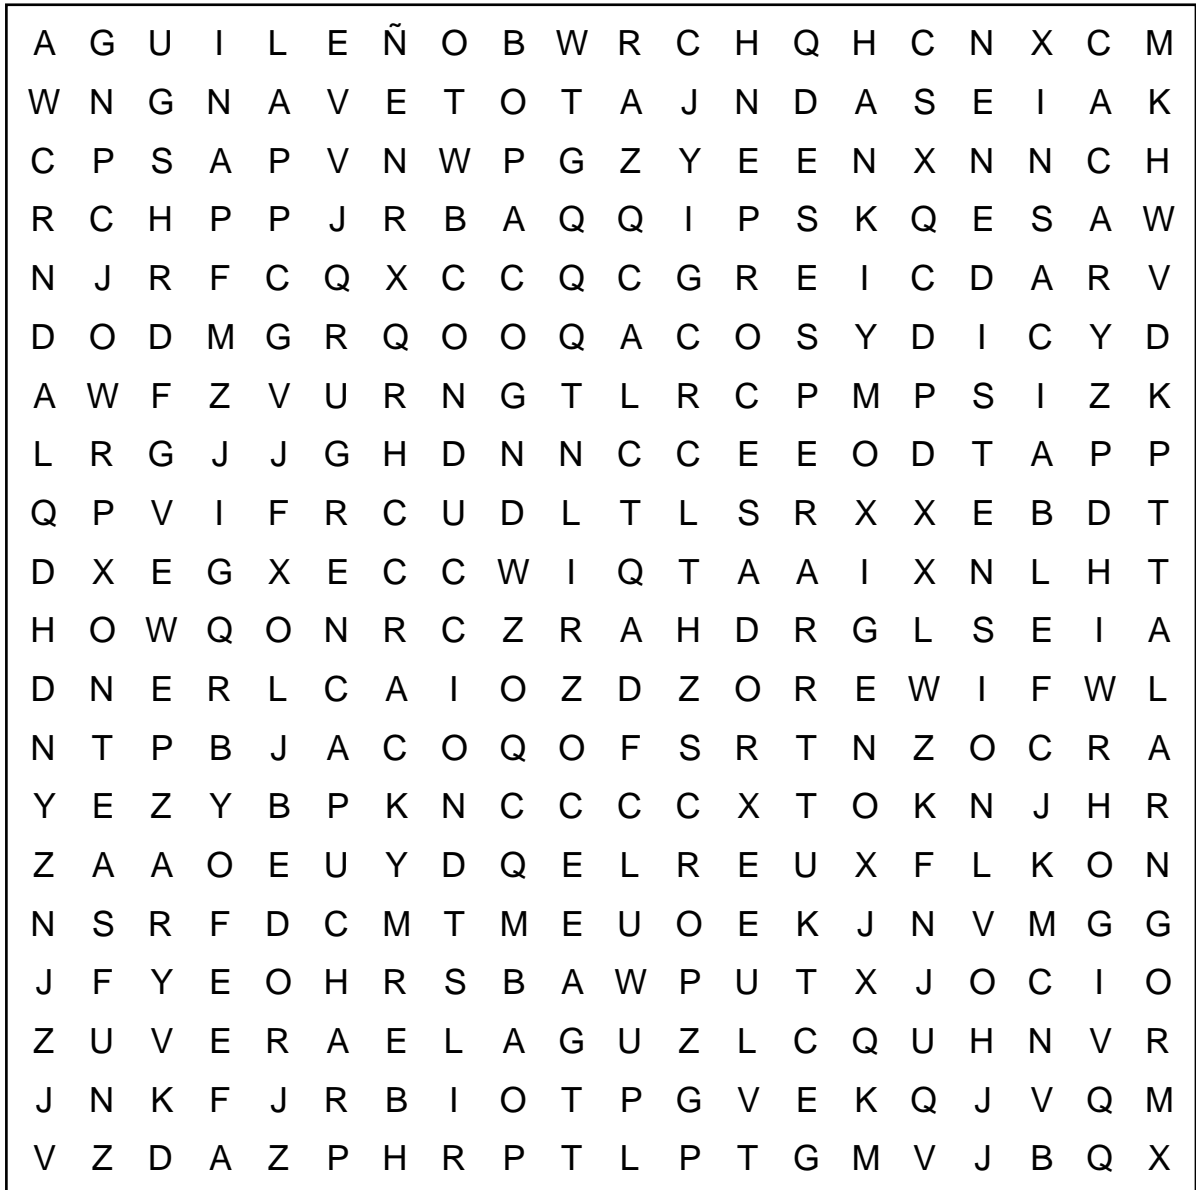 A G U I L E Ñ O B W R C H Q H C N X C M
W N G N A V E T O T A J N D A S E I A K
C P S A P V N W P G Z Y E E N X N N C H
R C H P P J R B A Q Q I P S K Q E S A W
N J R F C Q X C C Q C G R E I C D A R V
D O D M G R Q O O Q A C O S Y D I C Y D
A W F Z V U R N G T L R C P M P S I Z K
L R G J J G H D N N C C E E O D T A P P
Q P V I F R C U D L T L S R X X E B D T
D X E G X E C C W I Q T A A I X N L H T
H O W Q O N R C Z R A H D R G L S E I A
D N E R L C A I O Z D Z O R E W I F W L
N T P B J A C O Q O F S R T N Z O C R A
Y E Z Y B P K N C C C C X T O K N J H R
Z A A O E U Y D Q E L R E U X F L K O N
N S R F D C M T M E U O E K J N V M G G
J F Y E O H R S B A W P U T X J O C I O
Z U V E R A E L A G U Z L C Q U H N V R
J N K F J R B I O T P G V E K Q J V Q M
V Z D A Z P H R P T L P T G M V J B Q X